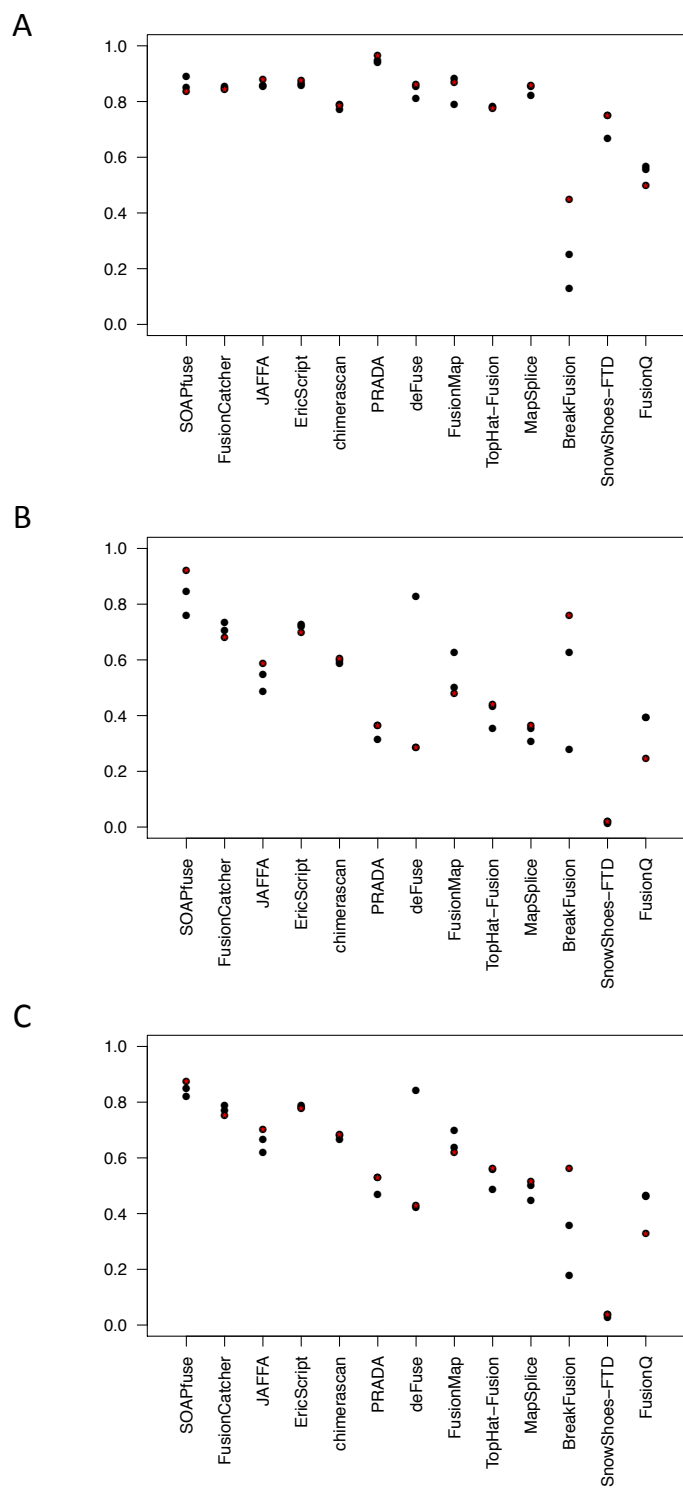 A
1.0
0.8
0.6
0.4
0.2
0.0
SOAPfuse
FusionCatcher
JAFFA
EricScript
chimerascan
PRADA
deFuse
FusionMap
TopHat−Fusion
MapSplice
BreakFusion
SnowShoes−FTD
FusionQ
B
1.0
0.8
0.6
0.4
0.2
0.0
SOAPfuse
FusionCatcher
JAFFA
EricScript
chimerascan
PRADA
deFuse
FusionMap
TopHat−Fusion
MapSplice
BreakFusion
SnowShoes−FTD
FusionQ
C
1.0
0.8
0.6
0.4
0.2
0.0
SOAPfuse
FusionCatcher
JAFFA
EricScript
chimerascan
PRADA
deFuse
FusionMap
TopHat−Fusion
MapSplice
BreakFusion
SnowShoes−FTD
FusionQ